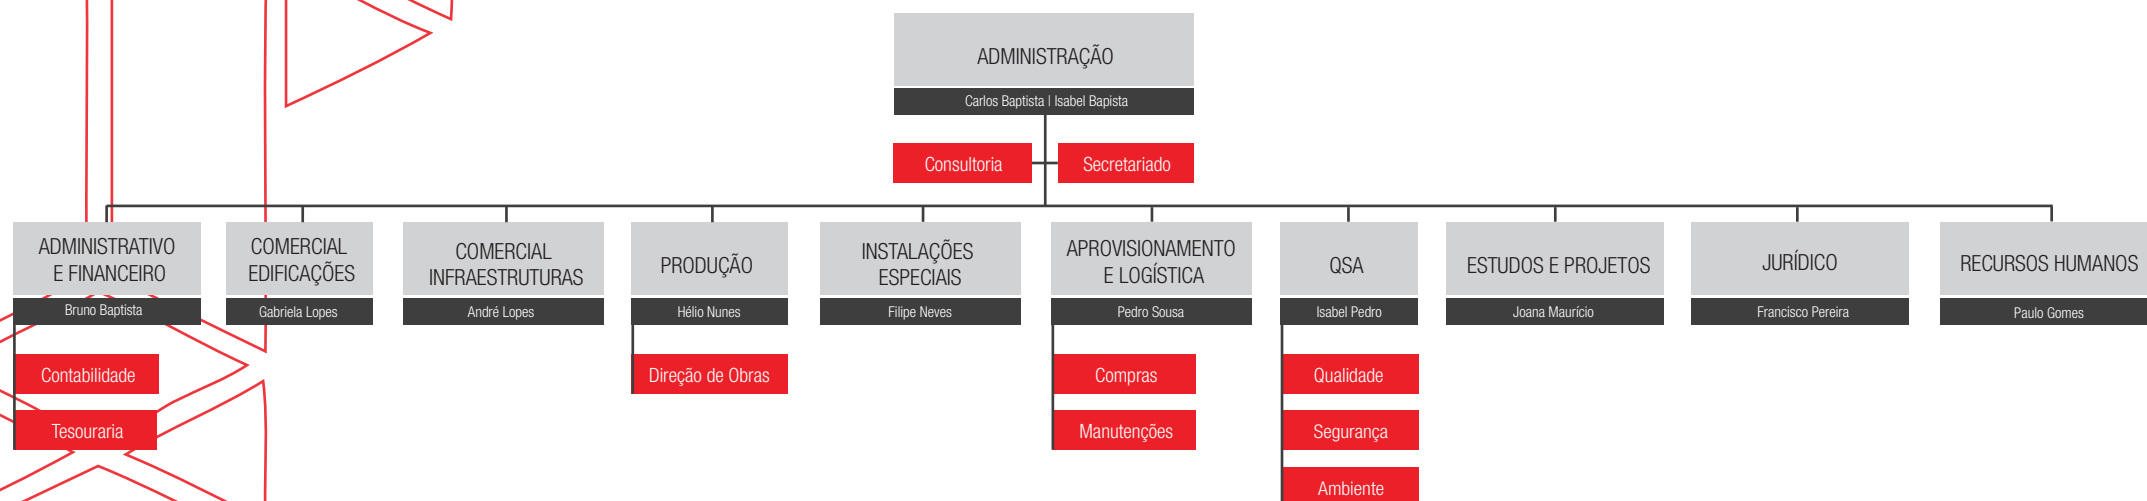 ADMINISTRAÇÃO
Carlos Baptista | Isabel Bapista
Consultoria
Secretariado
ADMINISTRATIVO
E FINANCEIRO
Bruno Baptista
Contabilidade
Tesouraria
COMERCIAL
EDIFICAÇÕES
Gabriela Lopes
COMERCIAL
INFRAESTRUTURAS
André Lopes
PRODUÇÃO
Hélio Nunes
Direção de Obras
INSTALAÇÕES
ESPECIAIS
Filipe Neves
APROVISIONAMENTO
E LOGÍSTICA
Pedro Sousa
Compras
Manutenções
QSA
Isabel Pedro
Qualidade
Segurança
Ambiente
ESTUDOS E PROJETOS
Joana Maurício
JURÍDICO
Francisco Pereira
RECURSOS HUMANOS
Paulo Gomes